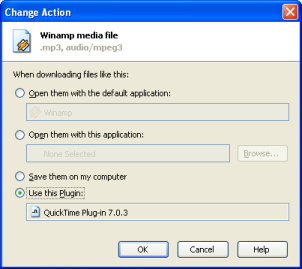 Change Action
Winamp media file
.mp3, audio/mpeg3
When downloading files like this:
Open them with the default application:
Winamp
Open them with this application:
None Selected
Browse...
Save them on my computer
Use this Plugin:
QuickTime Plug-in 7.0.3
OK
Cancel
Help